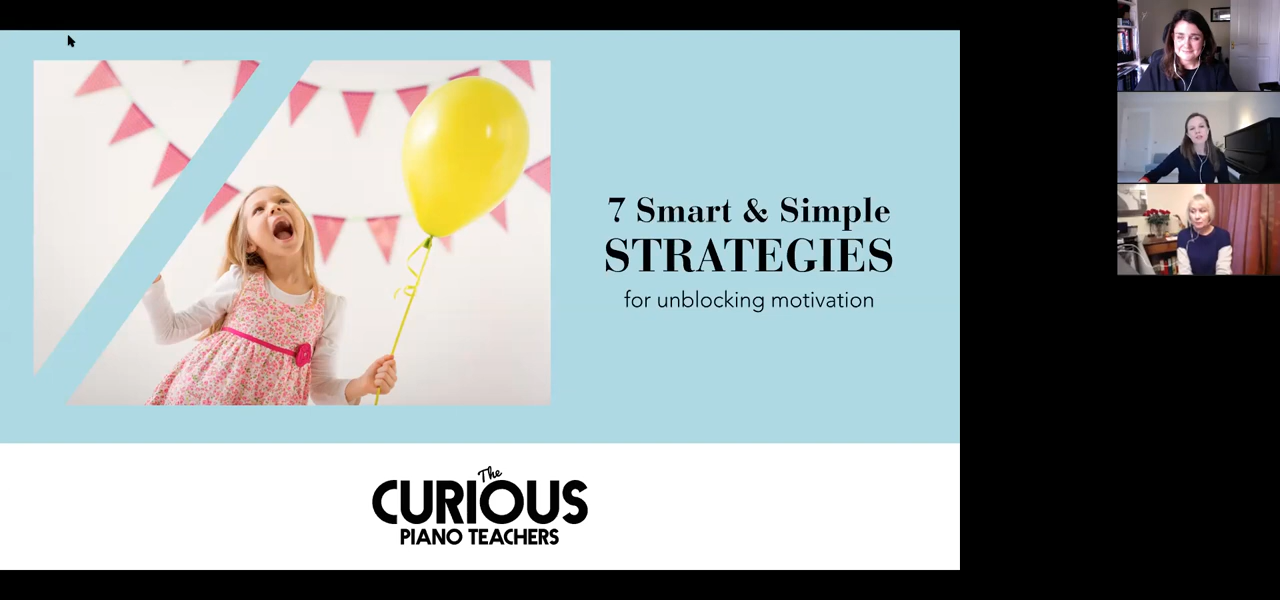 7 Smart & Simple
STRATEGIES
for unblocking motivation
The
CURIOUS
PIANO TEACHERS